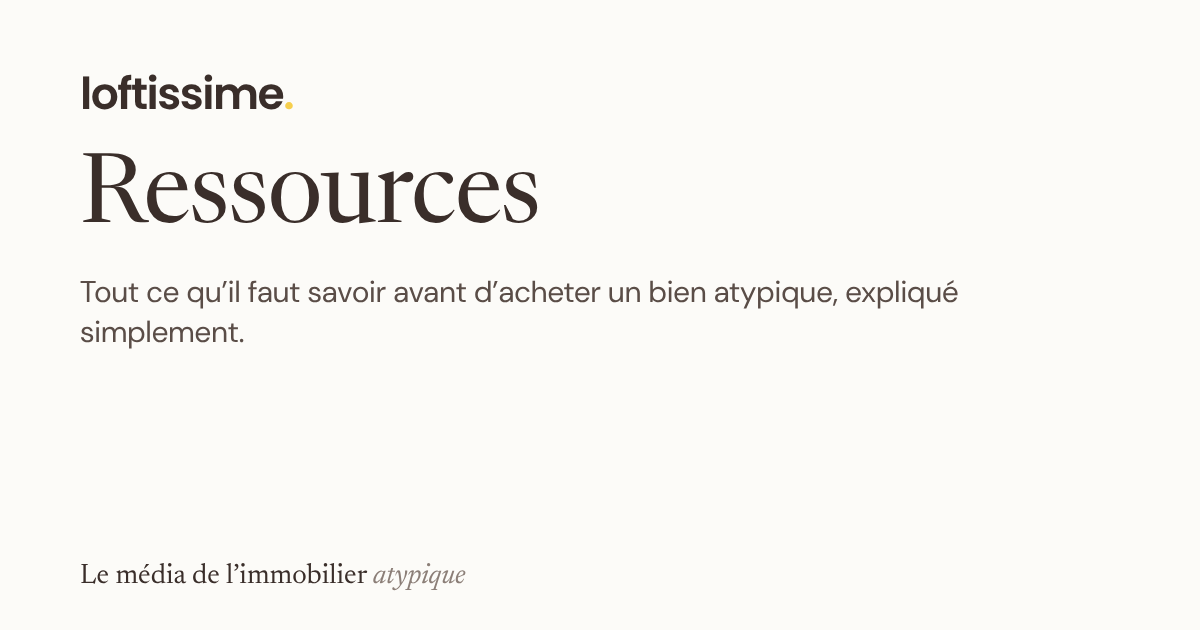 loftissime.
Ressources
Tout ce qu’il faut savoir avant d’acheter un bien atypique, expliqué
simplement.
Le média de l’immobilier atypique